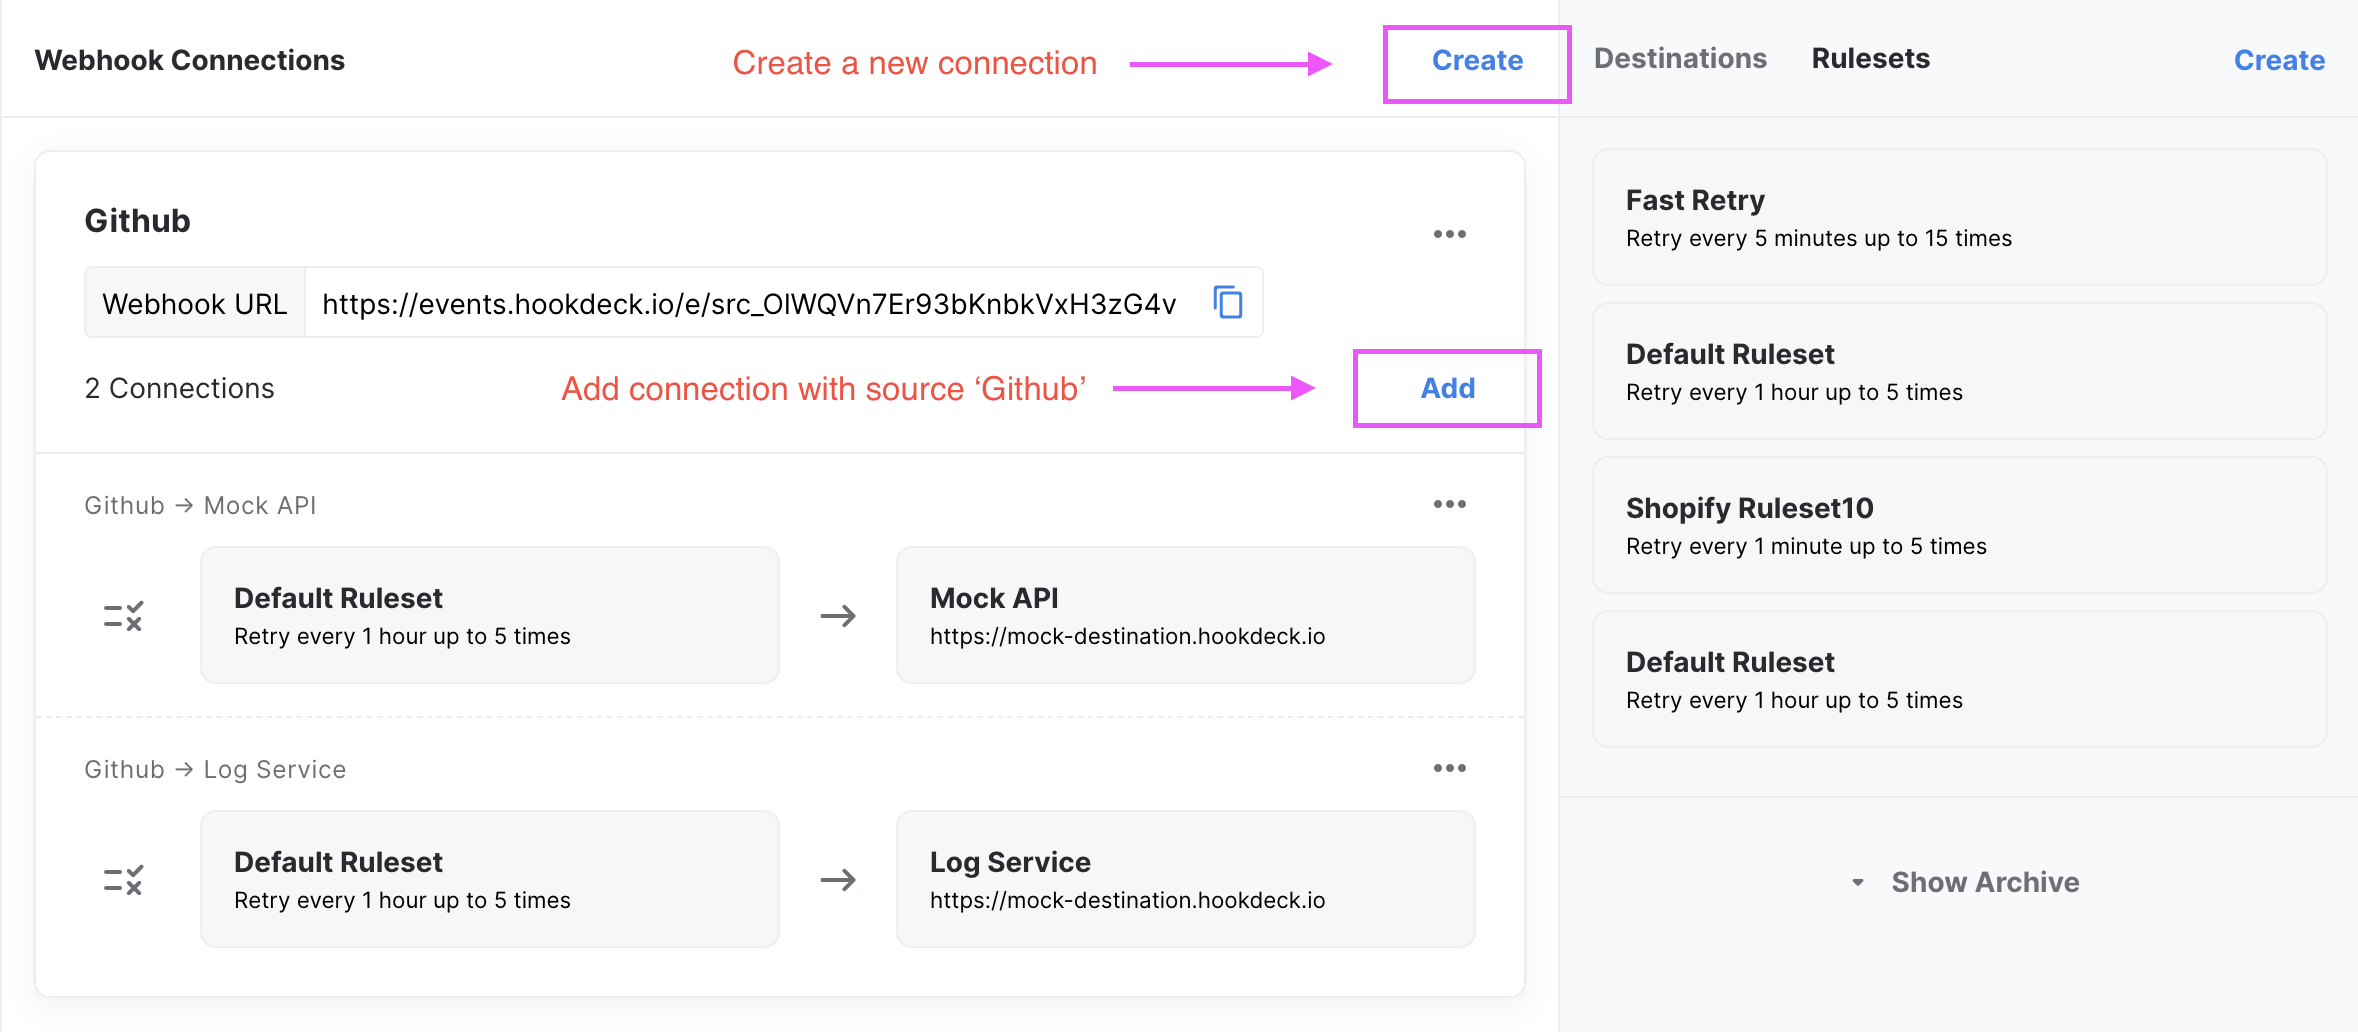 Webhook Connections
Create a new connection
Create
Destinations
Rulesets
Create
Github
Webhook URL
https://events.hookdeck.io/e/src_OIWQVn7Er93bKnbkVxH3zG4v
2 Connections
Add connection with source ‘Github’
Add
Github → Mock API
Default Ruleset
Retry every 1 hour up to 5 times
Mock API
https://mock-destination.hookdeck.io
Github → Log Service
Default Ruleset
Retry every 1 hour up to 5 times
Log Service
https://mock-destination.hookdeck.io
Fast Retry
Retry every 5 minutes up to 15 times
Default Ruleset
Retry every 1 hour up to 5 times
Shopify Ruleset10
Retry every 1 minute up to 5 times
Default Ruleset
Retry every 1 hour up to 5 times
Show Archive